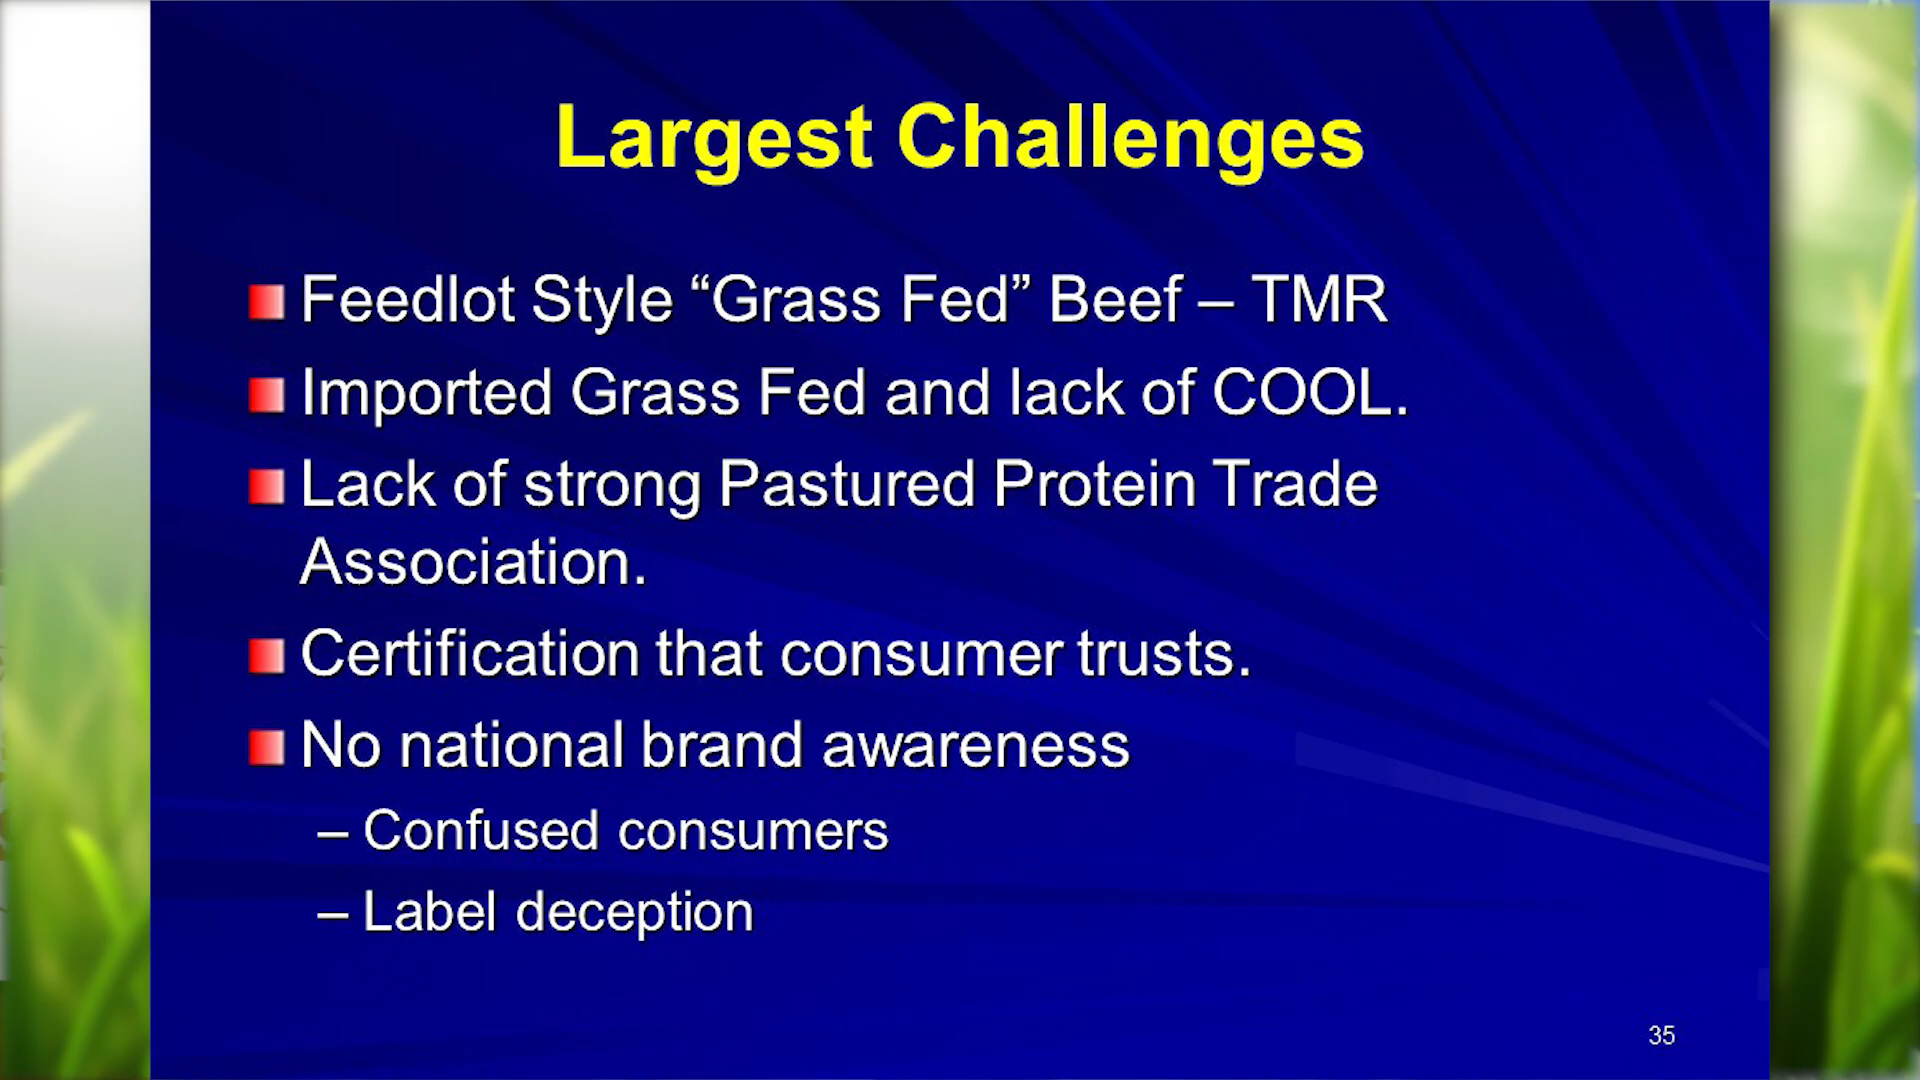 Largest Challenges
Feedlot Style “Grass Fed” Beef – TMR
Imported Grass Fed and lack of COOL.
Lack of strong Pastured Protein Trade
Association.
Certification that consumer trusts.
No national brand awareness
– Confused consumers
– Label deception
35